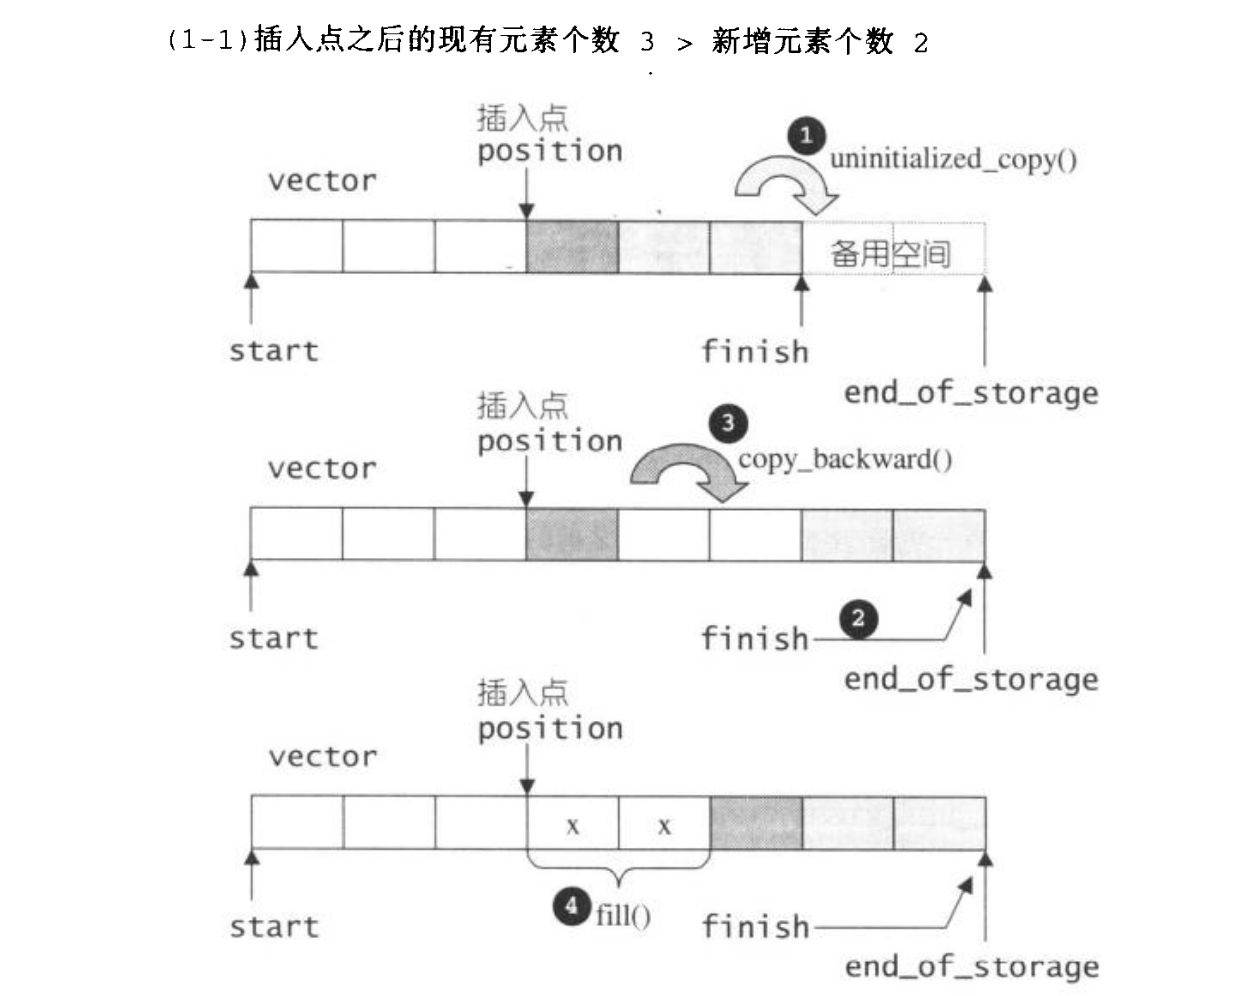 (1-1)插入点之后的现有元素个数 3 > 新增元素个数 2
插入点
position
1
uninitialized_copy()
vector
备用空间
start
finish
end_of_storage
插入点
position
3
copy_backward()
vector
2
start
finish
end_of_storage
插入点
position
vector
x x
4 fill()
start
finish
end_of_storage